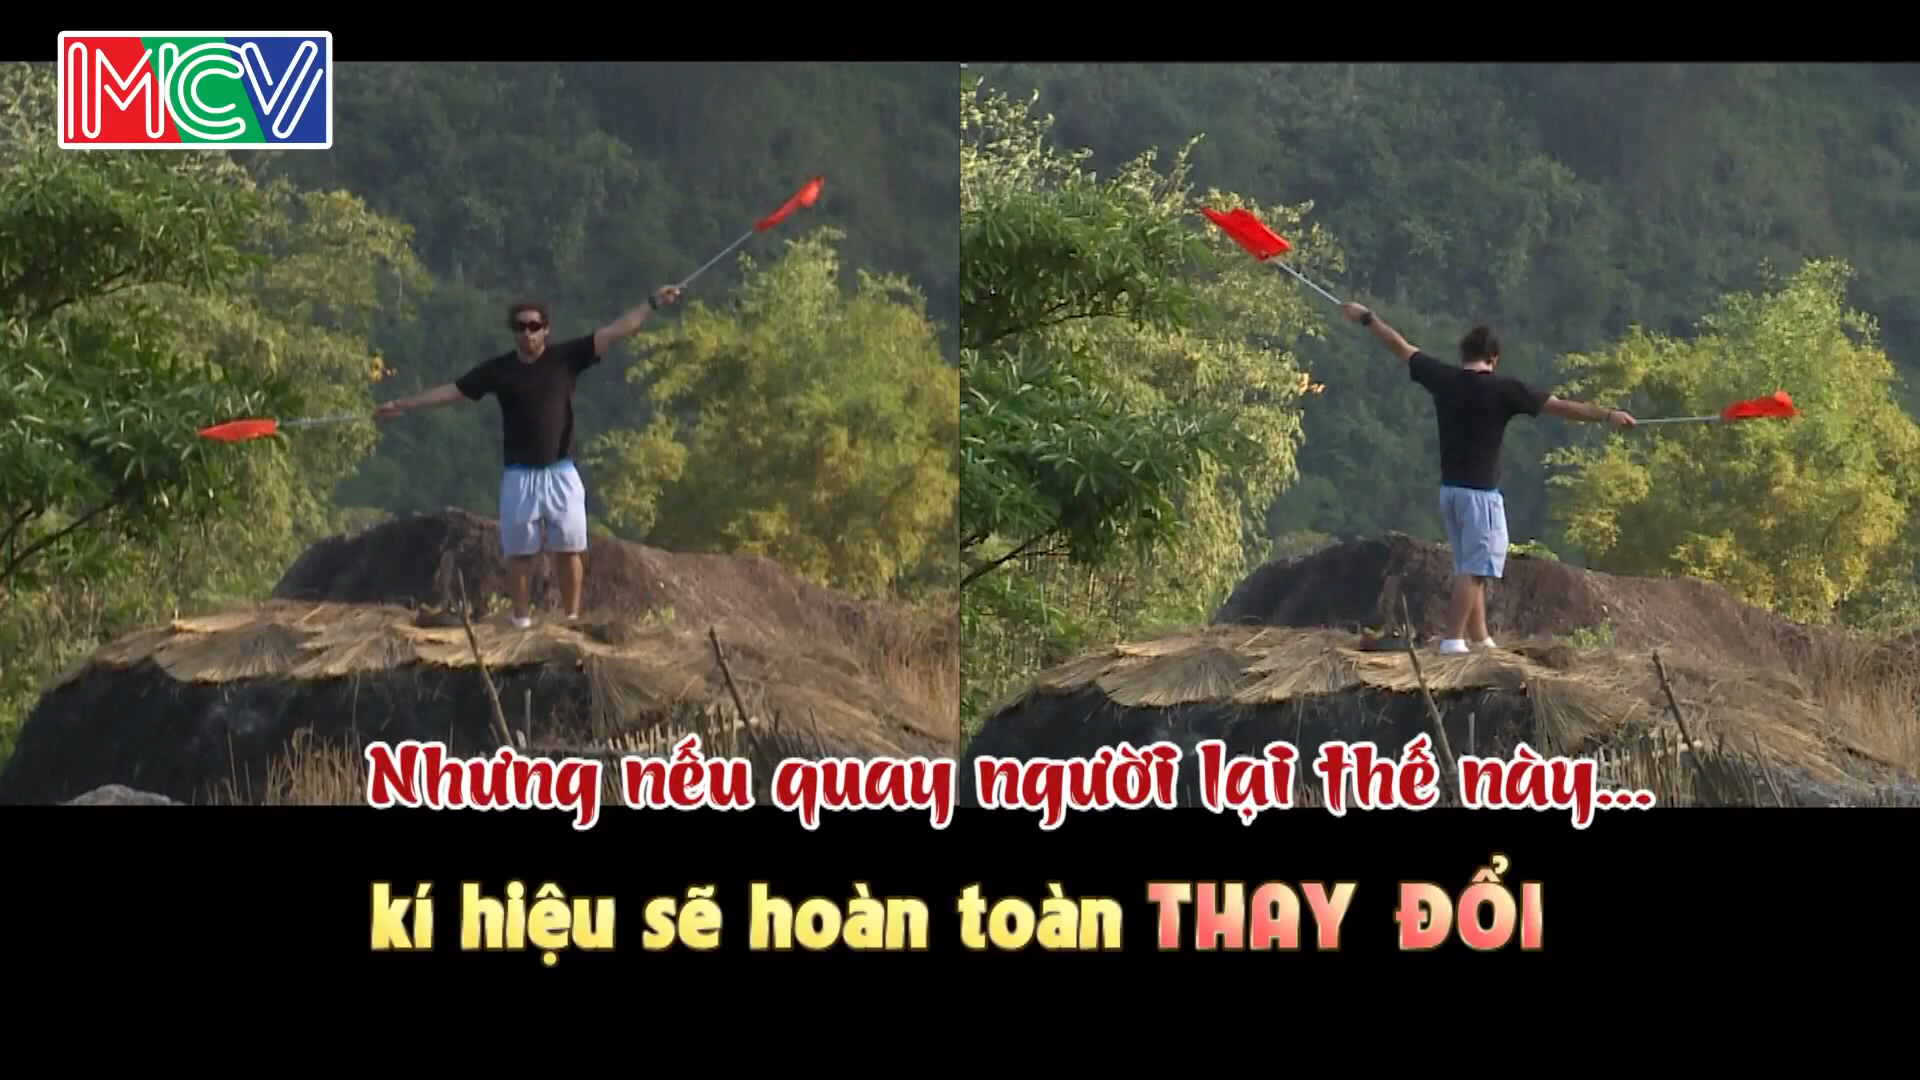 MCV
Nhưng nếu quay người lại thế này...
kí hiệu sẽ hoàn toàn THAY ĐỔI